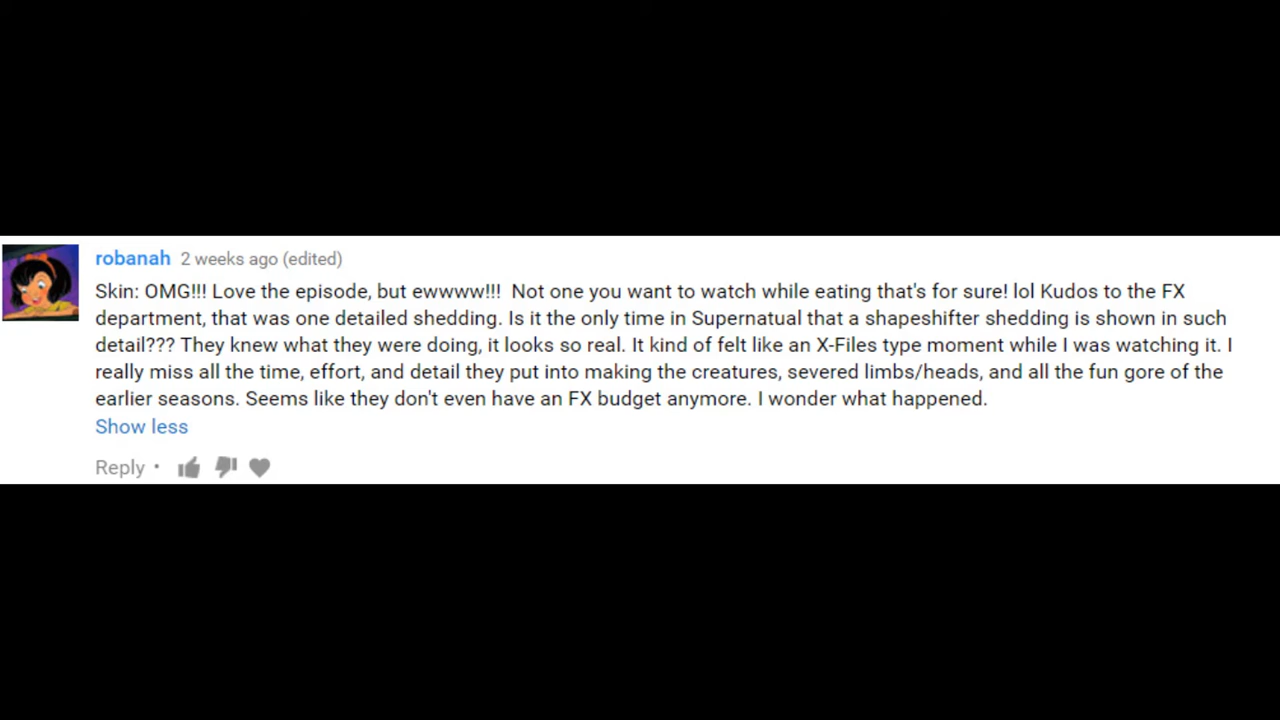 robanah 2 weeks ago (edited)
Skin: OMG!!! Love the episode, but ewwww!!!  Not one you want to watch while eating that's for sure! lol Kudos to the FX
department, that was one detailed shedding. Is it the only time in Supernatual that a shapeshifter shedding is shown in such
detail??? They knew what they were doing, it looks so real. It kind of felt like an X-Files type moment while I was watching it. I
really miss all the time, effort, and detail they put into making the creatures, severed limbs/heads, and all the fun gore of the
earlier seasons. Seems like they don't even have an FX budget anymore. I wonder what happened.
Show less
Reply •